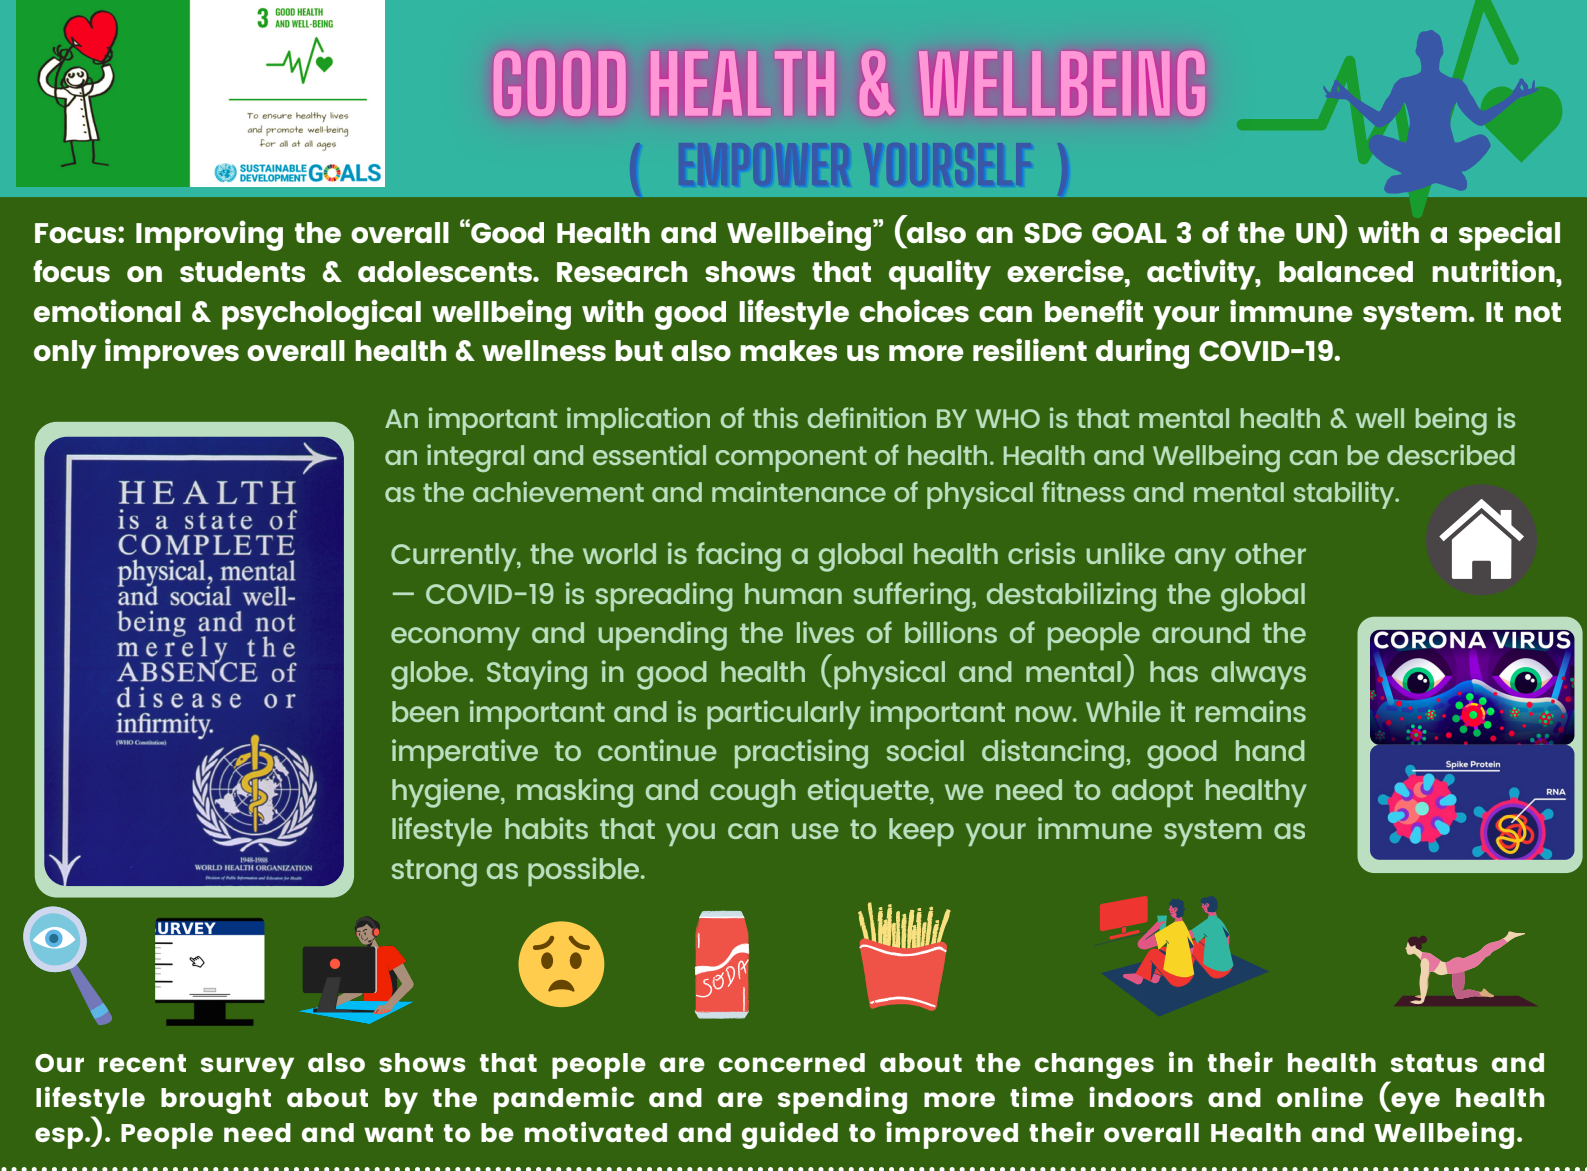 3 GOOD HEALTH
AND WELL-BEING
To ensure healthy lives
and promote well-being
for all at all ages
SUSTAINABLE
DEVELOPMENT GOALS
GOOD HEALTH & WELLBEING
( EMPOWER YOURSELF )
Focus: Improving the overall “Good Health and Wellbeing” (also an SDG GOAL 3 of the UN) with a special
focus on students & adolescents. Research shows that quality exercise, activity, balanced nutrition,
emotional & psychological wellbeing with good lifestyle choices can benefit your immune system. It not
only improves overall health & wellness but also makes us more resilient during COVID-19.
HEALTH
is a state of
COMPLETE
physical, mental
and social well-
being and not
merely the
ABSENCE of
disease or
infirmity.
(WHO Constitution)
1948-1988
WORLD HEALTH ORGANIZATION
Division of Public Information and Education for Health
An important implication of this definition BY WHO is that mental health & well being is
an integral and essential component of health. Health and Wellbeing can be described
as the achievement and maintenance of physical fitness and mental stability.
Currently, the world is facing a global health crisis unlike any other
— COVID-19 is spreading human suffering, destabilizing the global
economy and upending the lives of billions of people around the
globe. Staying in good health (physical and mental) has always
been important and is particularly important now. While it remains
imperative to continue practising social distancing, good hand
hygiene, masking and cough etiquette, we need to adopt healthy
lifestyle habits that you can use to keep your immune system as
strong as possible.
CORONA VIRUS
Spike Protein
RNA
URVEY
SODA
Our recent survey also shows that people are concerned about the changes in their health status and
lifestyle brought about by the pandemic and are spending more time indoors and online (eye health
esp.). People need and want to be motivated and guided to improved their overall Health and Wellbeing.